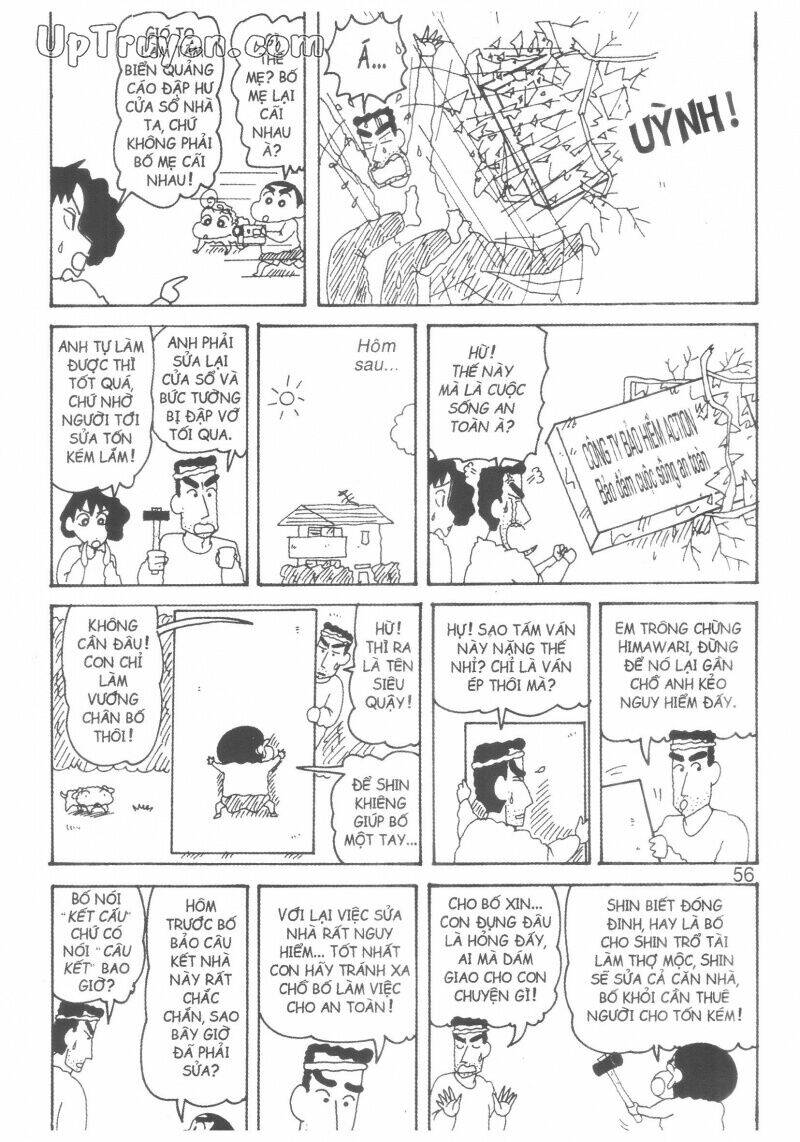 UpTruyen.com
Á...
UỲNH!
THẾ
MẸ? BỐ
MẸ LẠI
CÃI
NHAU
À?
TẤM
BIỂN QUẢNG
CÁO ĐẬP HƯ
CỬA SỔ NHÀ
TA, CHỨ
KHÔNG PHẢI
BỐ MẸ CÃI
NHAU!
HỪ!
THẾ NÀY
MÀ LÀ CUỘC
SỐNG AN
TOÀN À?
CÔNG TY BẢO HIỂM ACTION
Bảo đảm cuộc sống an toàn
Hôm
sau...
ANH PHẢI
SỬA LẠI
CỬA SỔ VÀ
BỨC TƯỜNG
BỊ ĐẬP VỠ
TỐI QUA.
ANH TỰ LÀM
ĐƯỢC THÌ
TỐT QUÁ,
CHỨ NHỜ
NGƯỜI TỚI
SỬA TỐN
KÉM LẮM!
EM TRÔNG CHỪNG
HIMAWARI, ĐỪNG
ĐỂ NÓ LẠI GẦN
CHỖ ANH KẺO
NGUY HIỂM ĐẤY.
HỰ! SAO TẤM VÁN
NÀY NẶNG THẾ
NHỈ? CHỈ LÀ VÁN
ÉP THÔI MÀ?
HỪ!
THÌ RA
LÀ TÊN
SIÊU
QUẬY!
ĐỂ SHIN
KHIÊNG
GIÚP BỐ
MỘT TAY...
KHÔNG
CẦN ĐÂU!
CON CHỈ
LÀM
VƯỚNG
CHÂN BỐ
THÔI!
56
SHIN BIẾT ĐÓNG
ĐINH, HAY LÀ BỐ
CHO SHIN TRỔ TÀI
LÀM THỢ MỘC, SHIN
SẼ SỬA CẢ CĂN NHÀ,
BỐ KHỎI CẦN THUÊ
NGƯỜI CHO TỐN KÉM!
CHO BỐ XIN...
CON ĐỤNG ĐÂU
LÀ HỎNG ĐẤY,
AI MÀ DÁM
GIAO CHO CON
CHUYỆN GÌ!
VỚI LẠI VIỆC SỬA
NHÀ RẤT NGUY
HIỂM... TỐT NHẤT
CON HÃY TRÁNH XA
CHỖ BỐ LÀM VIỆC
CHO AN TOÀN!
HÔM
TRƯỚC BỐ
BẢO CÂU
KẾT NHÀ
NÀY RẤT
CHẮC
CHẮN, SAO
BÂY GIỜ
ĐÃ PHẢI
SỬA?
BỐ NÓI
"KẾT CẤU"
CHỨ CÓ
NÓI "CÂU
KẾT" BAO
GIỜ?